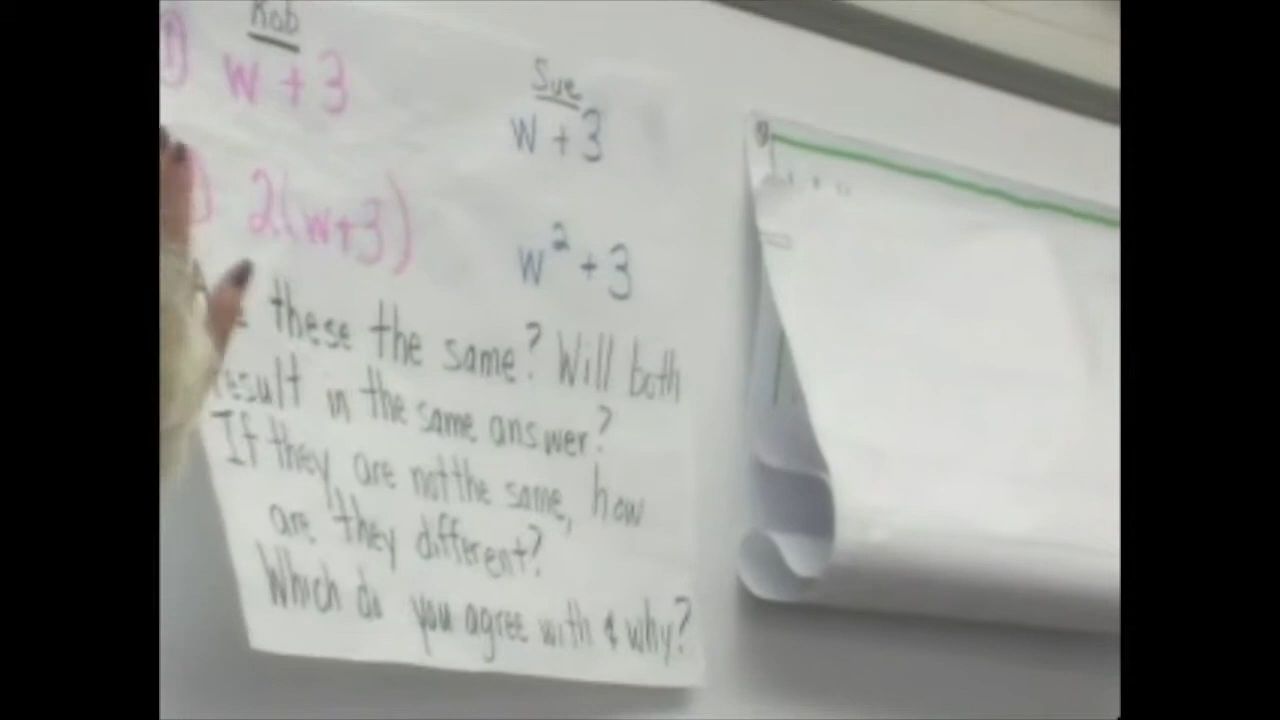 Rob
1) w + 3
Sue
w + 3
2(w+3)
w² + 3
these the same? Will both
result in the same answer?
If they are not the same, how
are they different?
Which do you agree with & why?